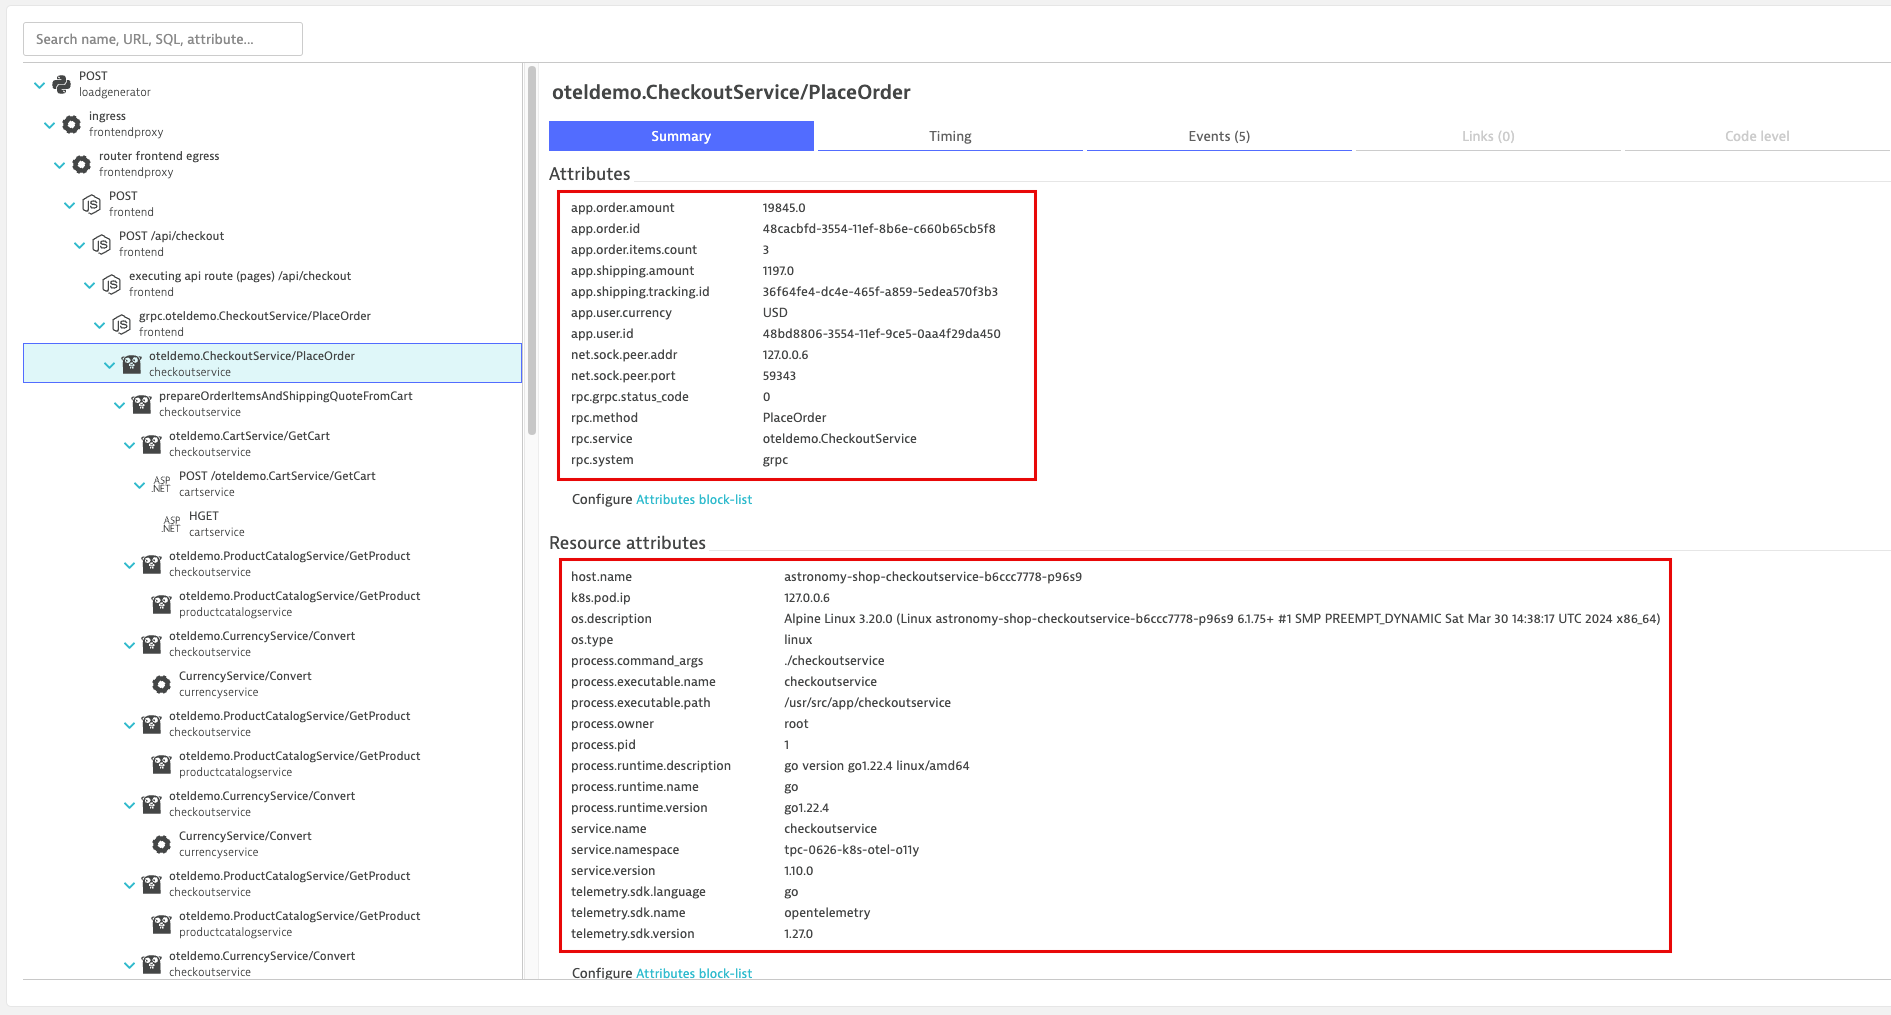 Search name, URL, SQL, attribute...
POST
loadgenerator
ingress
frontendproxy
router frontend egress
frontendproxy
POST
frontend
POST /api/checkout
frontend
executing api route (pages) /api/checkout
frontend
grpc.oteldemo.CheckoutService/PlaceOrder
frontend
oteldemo.CheckoutService/PlaceOrder
checkoutservice
prepareOrderItemsAndShippingQuoteFromCart
checkoutservice
oteldemo.CartService/GetCart
checkoutservice
ASP .NET
POST /oteldemo.CartService/GetCart
cartservice
ASP .NET
HGET
cartservice
oteldemo.ProductCatalogService/GetProduct
checkoutservice
oteldemo.ProductCatalogService/GetProduct
productcatalogservice
oteldemo.CurrencyService/Convert
checkoutservice
CurrencyService/Convert
currencyservice
oteldemo.ProductCatalogService/GetProduct
checkoutservice
oteldemo.ProductCatalogService/GetProduct
productcatalogservice
oteldemo.CurrencyService/Convert
checkoutservice
CurrencyService/Convert
currencyservice
oteldemo.ProductCatalogService/GetProduct
checkoutservice
oteldemo.ProductCatalogService/GetProduct
productcatalogservice
oteldemo.CurrencyService/Convert
checkoutservice
oteldemo.CheckoutService/PlaceOrder
Summary Timing Events (5) Links (0) Code level
Attributes
app.order.amount 19845.0
app.order.id 48cacbfd-3554-11ef-8b6e-c660b65cb5f8
app.order.items.count 3
app.shipping.amount 1197.0
app.shipping.tracking.id 36f64fe4-dc4e-465f-a859-5edea570f3b3
app.user.currency USD
app.user.id 48bd8806-3554-11ef-9ce5-0aa4f29da450
net.sock.peer.addr 127.0.0.6
net.sock.peer.port 59343
rpc.grpc.status_code 0
rpc.method PlaceOrder
rpc.service oteldemo.CheckoutService
rpc.system grpc
Configure Attributes block-list
Resource attributes
host.name astronomy-shop-checkoutservice-b6ccc7778-p96s9
k8s.pod.ip 127.0.0.6
os.description Alpine Linux 3.20.0 (Linux astronomy-shop-checkoutservice-b6ccc7778-p96s9 6.1.75+ #1 SMP PREEMPT_DYNAMIC Sat Mar 30 14:38:17 UTC 2024 x86_64)
os.type linux
process.command_args ./checkoutservice
process.executable.name checkoutservice
process.executable.path /usr/src/app/checkoutservice
process.owner root
process.pid 1
process.runtime.description go version go1.22.4 linux/amd64
process.runtime.name go
process.runtime.version go1.22.4
service.name checkoutservice
service.namespace tpc-0626-k8s-otel-o11y
service.version 1.10.0
telemetry.sdk.language go
telemetry.sdk.name opentelemetry
telemetry.sdk.version 1.27.0
Configure Attributes block-list